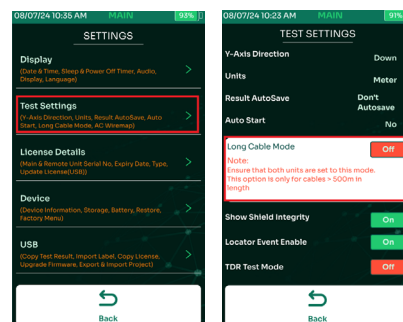 08/07/24 10:35 AM MAIN 93%
SETTINGS
Display
(Date & Time, Sleep & Power Off Timer, Audio,
Display, Language)
Test Settings
(Y-Axis Direction, Units, Result AutoSave, Auto
Start, Long Cable Mode, AC Wiremap)
License Details
(Main & Remote Unit Serial No, Expiry Date, Type,
Update License(USB))
Device
(Device Information, Storage, Battery, Restore,
Factory Menu)
USB
(Copy Test Result, Import Label, Copy License,
Upgrade Firmware, Export & Import Project)
Back
08/07/24 10:23 AM MAIN 91%
TEST SETTINGS
Y-Axis Direction Down
Units Meter
Result AutoSave Don't
Autosave
Auto Start No
Long Cable Mode Off
Note:
Ensure that both units are set to this mode.
This option is only for cables > 500m in
length
Show Shield Integrity On
Locator Event Enable On
TDR Test Mode Off
Back